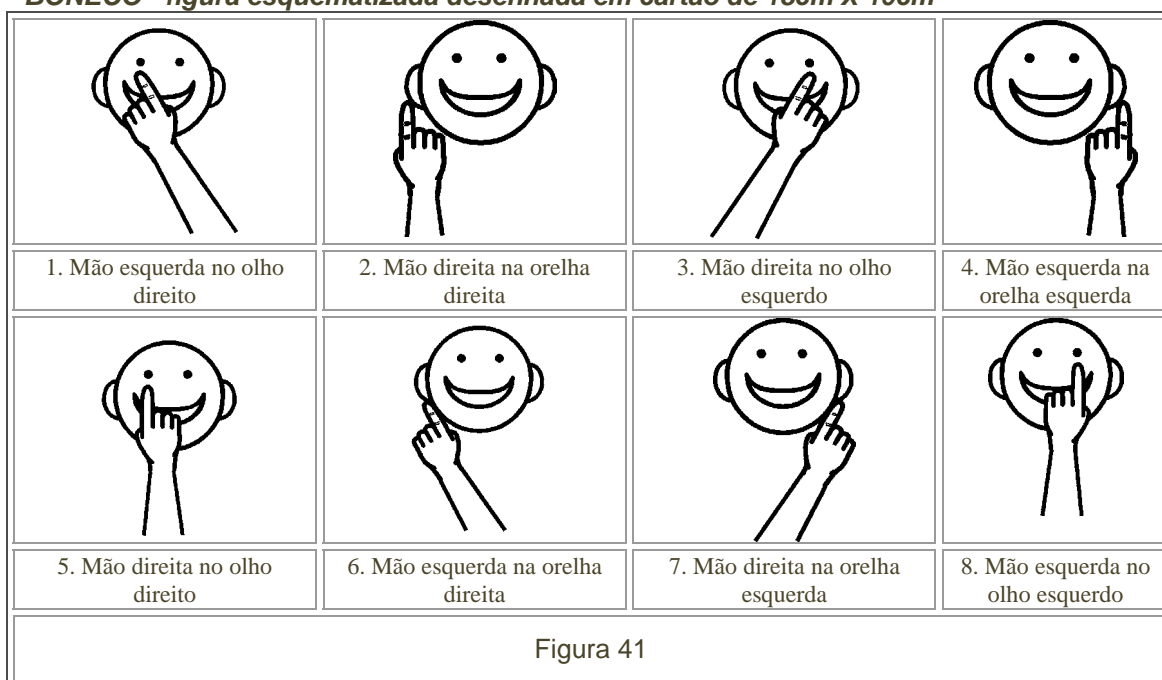 BONECO - figura esquematizada desenhada em cartão de X
1. Mão esquerda no olho
direito
2. Mão direita na orelha
direita
3. Mão direita no olho
esquerdo
4. Mão esquerda na
orelha esquerda
5. Mão direita no olho
direito
6. Mão esquerda na orelha
direita
7. Mão direita na orelha
esquerda
8. Mão esquerda no
olho esquerdo
Figura 41